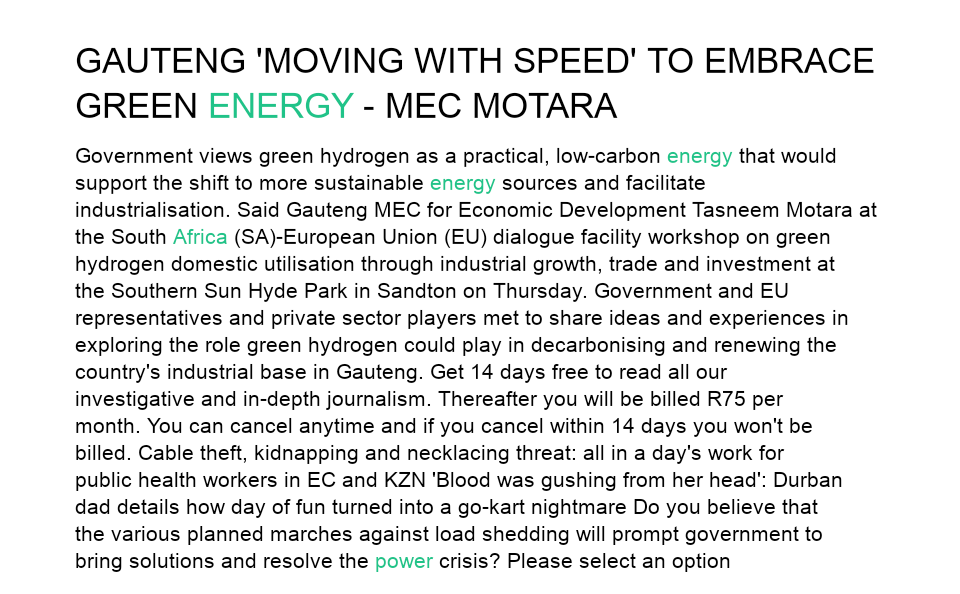 GAUTENG 'MOVING WITH SPEED' TO EMBRACE
GREEN ENERGY - MEC MOTARA
Government views green hydrogen as a practical, low-carbon energy that would
support the shift to more sustainable energy sources and facilitate
industrialisation. Said Gauteng MEC for Economic Development Tasneem Motara at
the South Africa (SA)-European Union (EU) dialogue facility workshop on green
hydrogen domestic utilisation through industrial growth, trade and investment at
the Southern Sun Hyde Park in Sandton on Thursday. Government and EU
representatives and private sector players met to share ideas and experiences in
exploring the role green hydrogen could play in decarbonising and renewing the
country's industrial base in Gauteng. Get 14 days free to read all our
investigative and in-depth journalism. Thereafter you will be billed R75 per
month. You can cancel anytime and if you cancel within 14 days you won't be
billed. Cable theft, kidnapping and necklacing threat: all in a day's work for
public health workers in EC and KZN 'Blood was gushing from her head': Durban
dad details how day of fun turned into a go-kart nightmare Do you believe that
the various planned marches against load shedding will prompt government to
bring solutions and resolve the power crisis? Please select an option